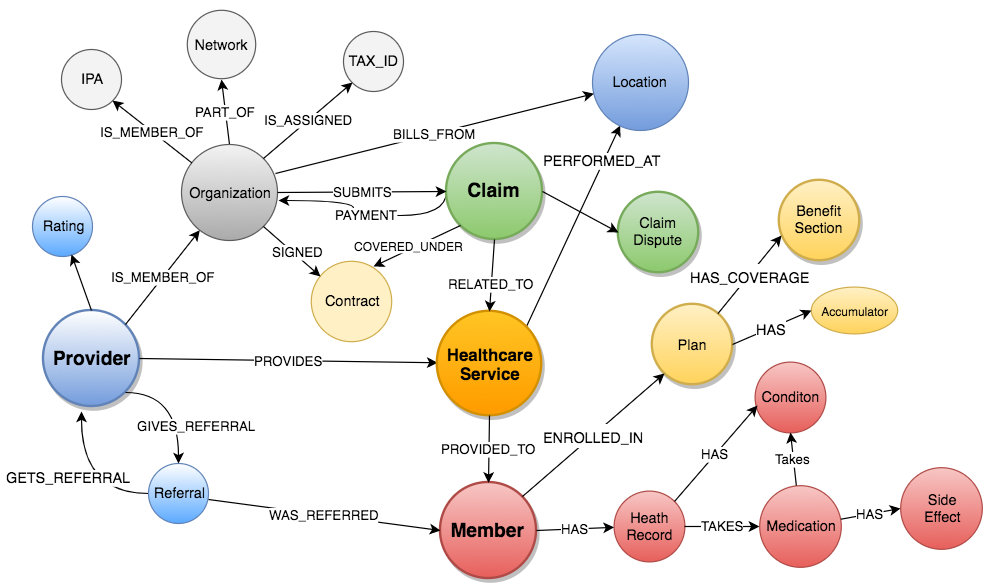 Network
IPA
TAX_ID
Location
PART_OF
IS_ASSIGNED
IS_MEMBER_OF
BILLS_FROM
PERFORMED_AT
Organization
SUBMITS
Claim
PAYMENT
Rating
Claim
Dispute
Benefit
Section
SIGNED
COVERED_UNDER
IS_MEMBER_OF
HAS_COVERAGE
RELATED_TO
Contract
Accumulator
HAS
Plan
Provider
PROVIDES
Healthcare
Service
Conditon
GIVES_REFERRAL
ENROLLED_IN
PROVIDED_TO
HAS
Takes
GETS_REFERRAL
Referral
WAS_REFERRED
Member
HAS
Heath
Record
TAKES
Medication
HAS
Side
Effect